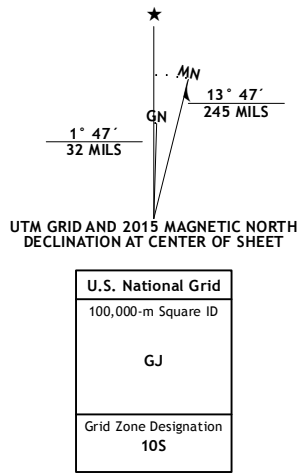 MN
GN
13° 47´
245 MILS
1° 47´
32 MILS
UTM GRID AND 2015 MAGNETIC NORTH
DECLINATION AT CENTER OF SHEET
U.S. National Grid
100,000-m Square ID
GJ
Grid Zone Designation
10S